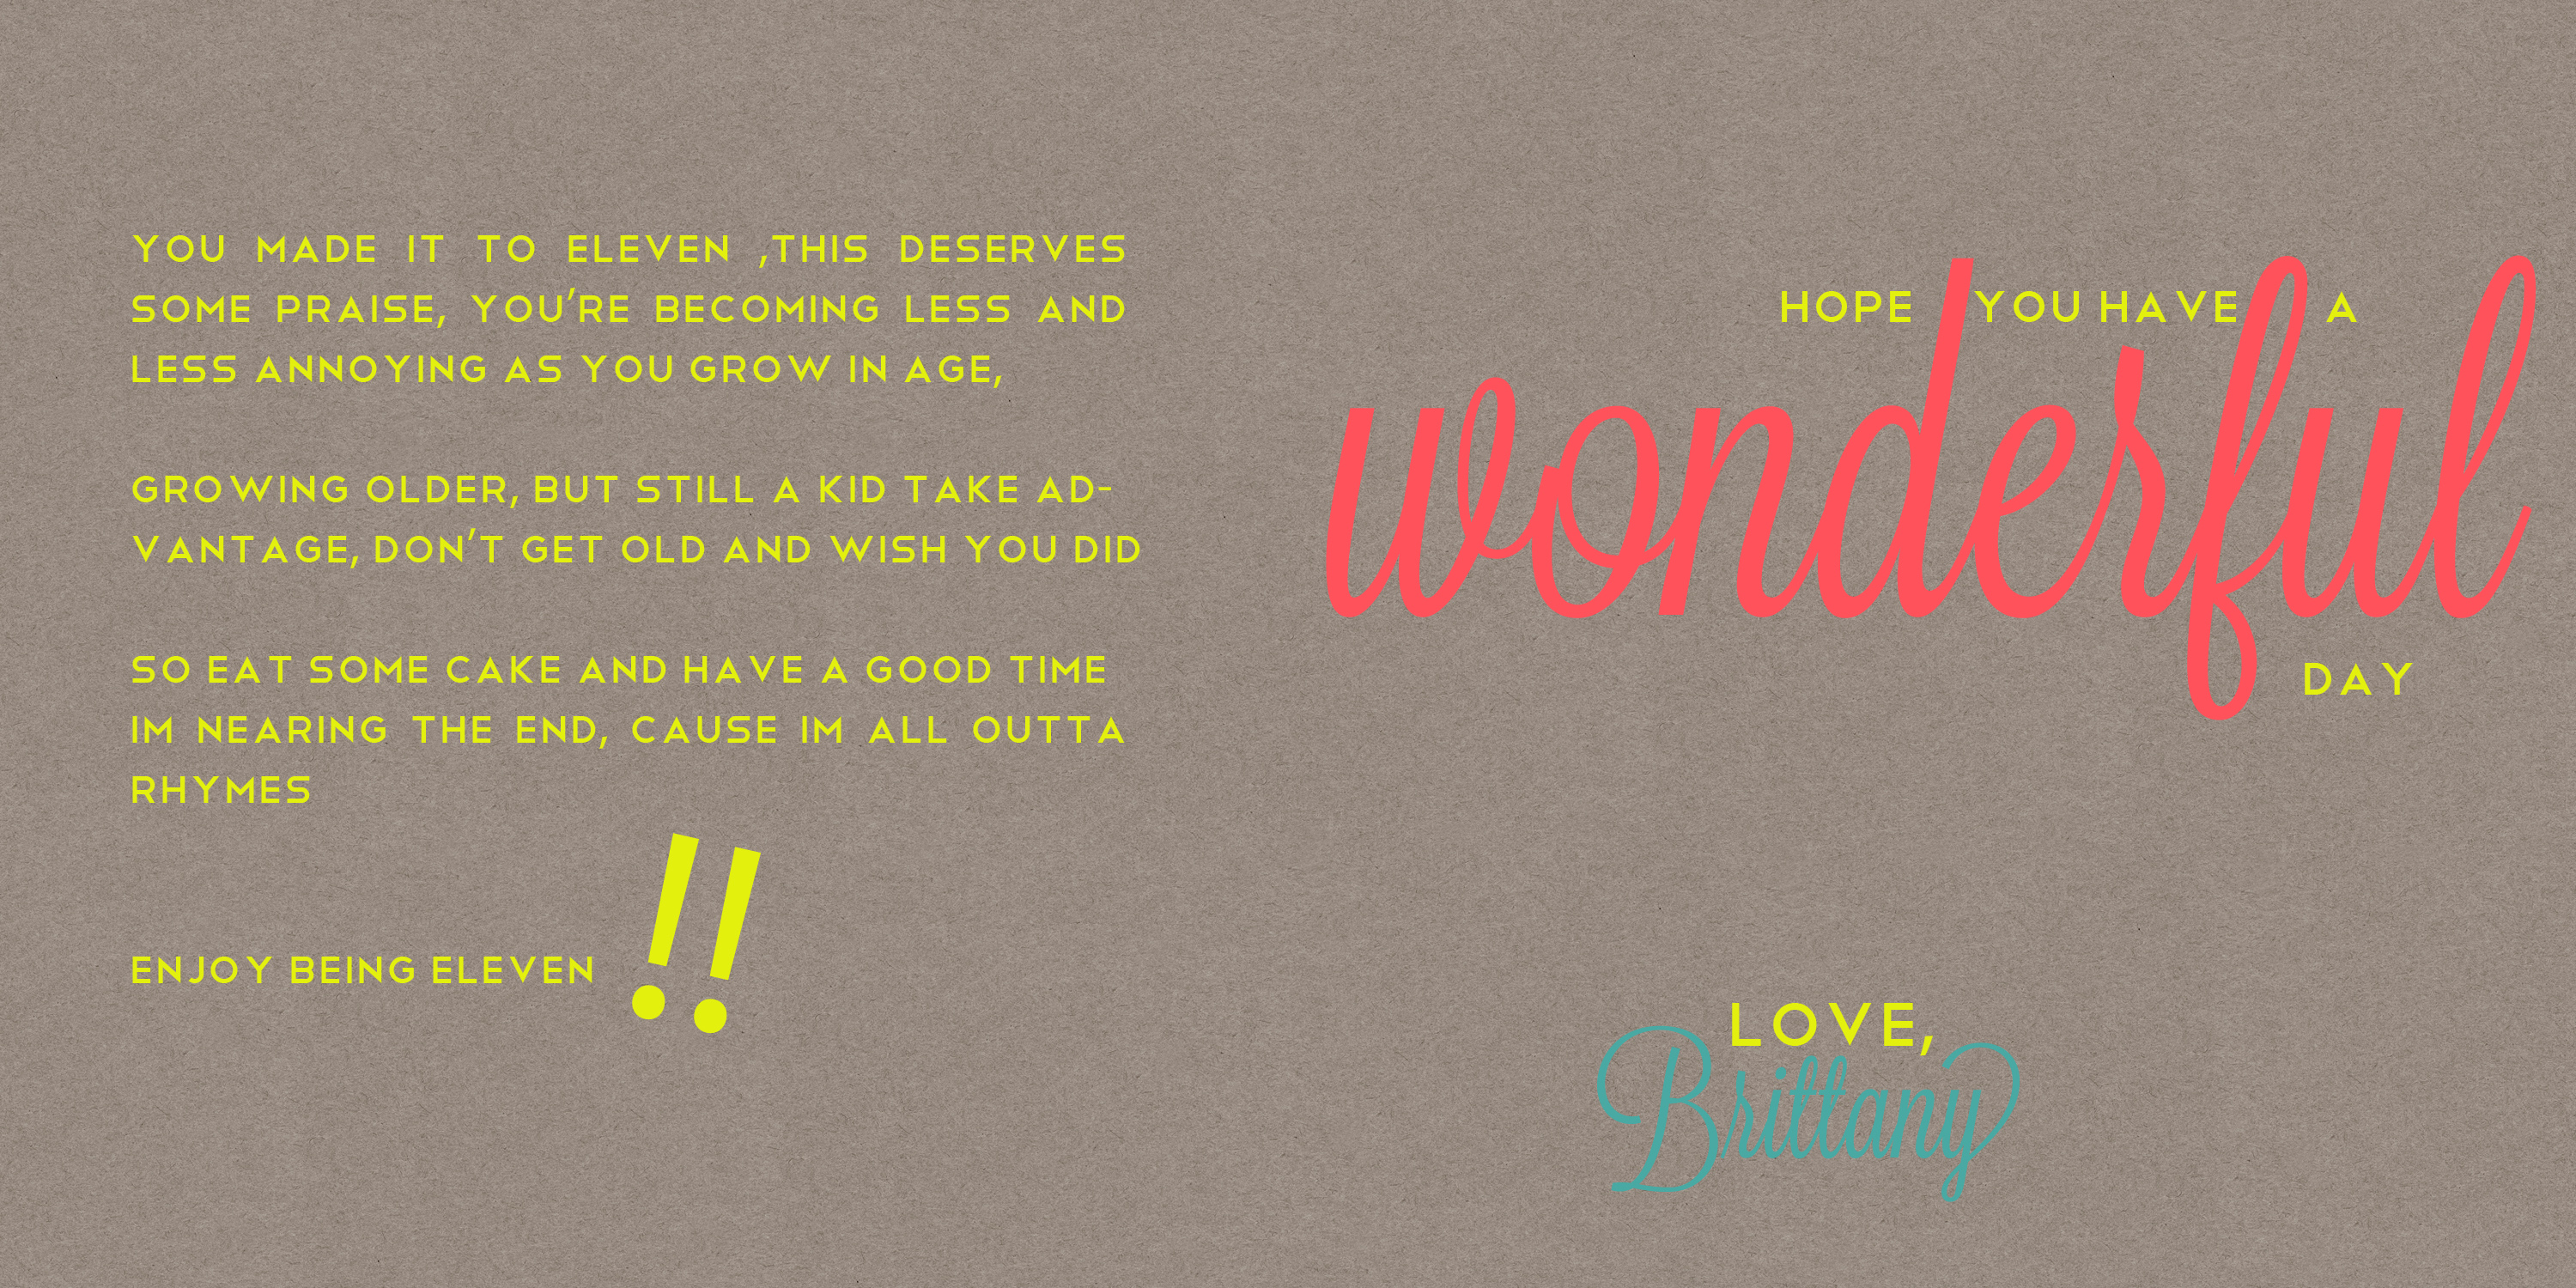 YOU MADE IT TO ELEVEN ,THIS DESERVES
SOME PRAISE, YOU'RE BECOMING LESS AND
LESS ANNOYING AS YOU GROW IN AGE,
GROWING OLDER, BUT STILL A KID TAKE AD-
VANTAGE, DON'T GET OLD AND WISH YOU DID
SO EAT SOME CAKE AND HAVE A GOOD TIME
IM NEARING THE END, CAUSE IM ALL OUTTA
RHYMES
ENJOY BEING ELEVEN !!
HOPE YOU HAVE A
wonderful
DAY
LOVE,
Brittany